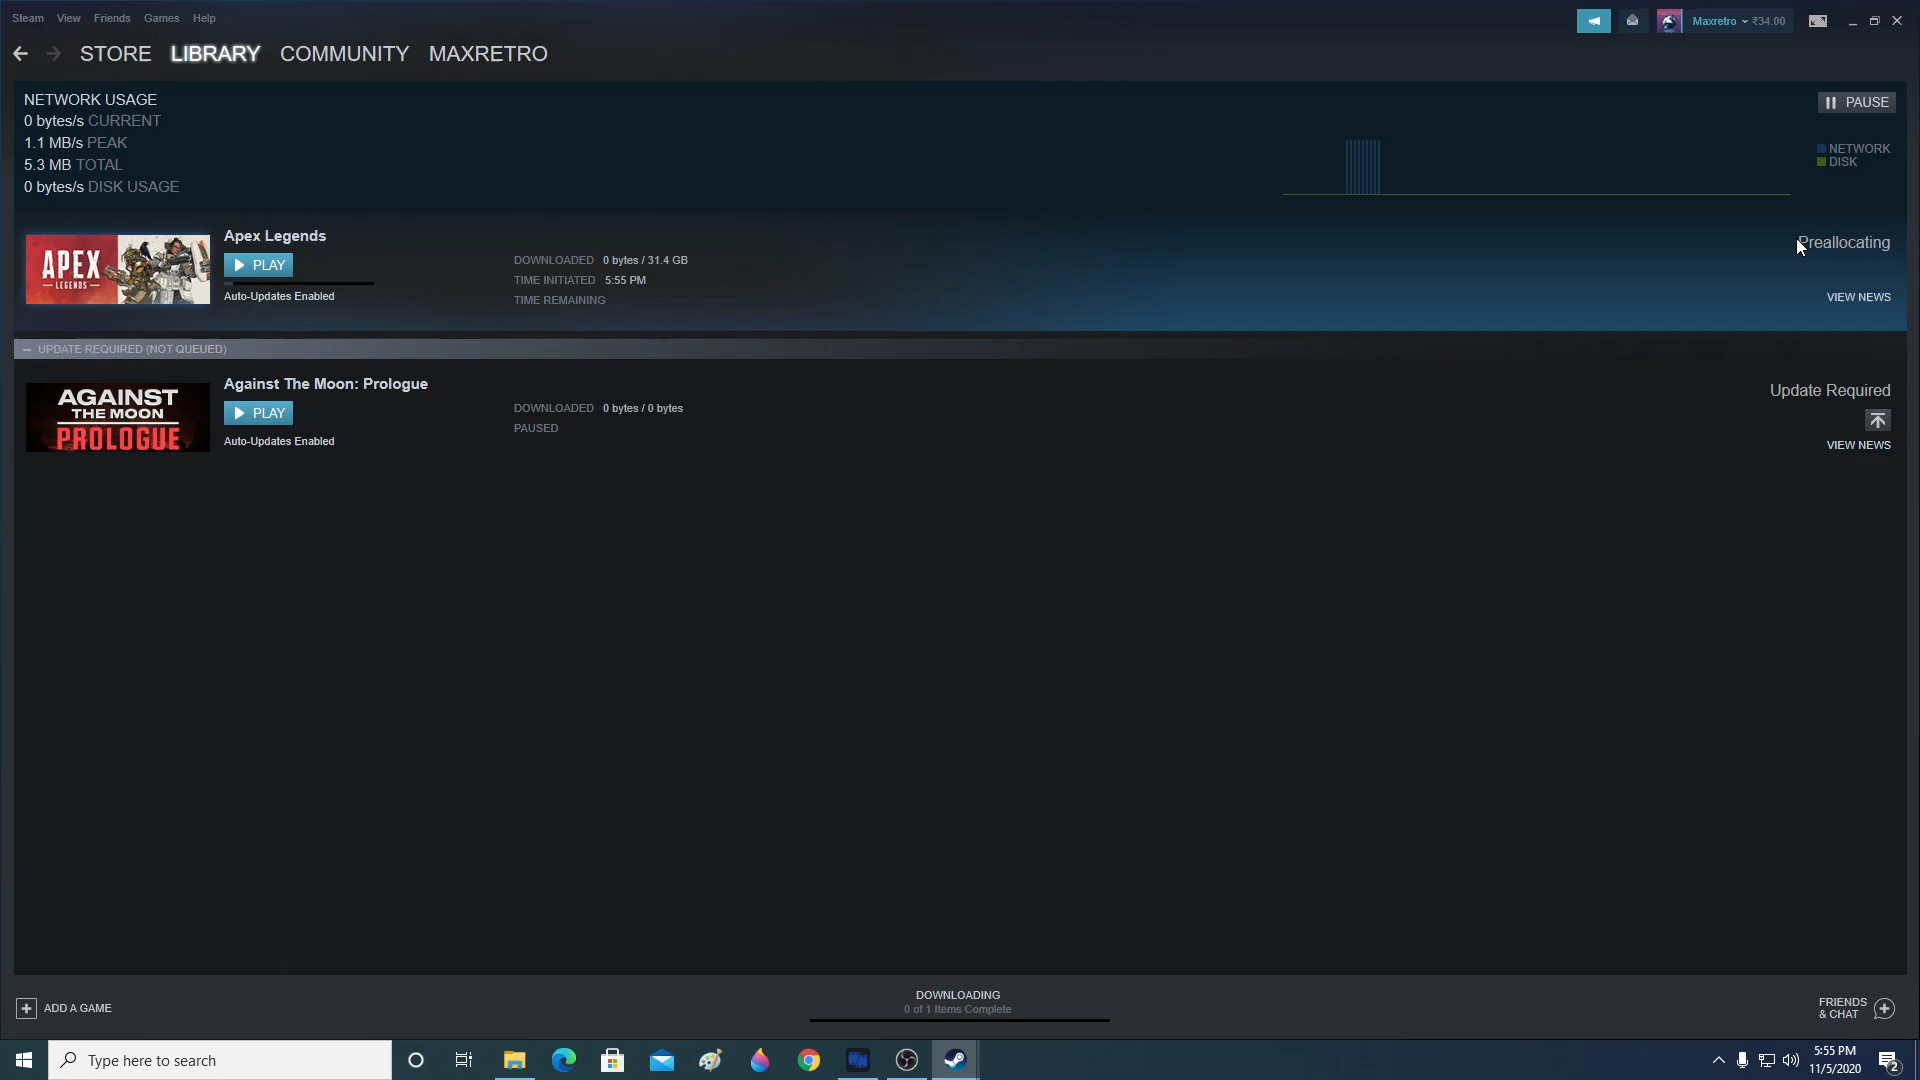 Steam View Friends Games Help
Maxretro ₹34.00
STORE LIBRARY COMMUNITY MAXRETRO
NETWORK USAGE
0 bytes/s CURRENT
1.1 MB/s PEAK
5.3 MB TOTAL
0 bytes/s DISK USAGE
PAUSE
NETWORK
DISK
APEX
LEGENDS
Apex Legends
PLAY
Auto-Updates Enabled
DOWNLOADED 0 bytes / 31.4 GB
TIME INITIATED 5:55 PM
TIME REMAINING
Preallocating
VIEW NEWS
UPDATE REQUIRED (NOT QUEUED)
AGAINST
THE MOON
PROLOGUE
Against The Moon: Prologue
PLAY
Auto-Updates Enabled
DOWNLOADED 0 bytes / 0 bytes
PAUSED
Update Required
VIEW NEWS
ADD A GAME
DOWNLOADING
0 of 1 Items Complete
FRIENDS
& CHAT
Type here to search
5:55 PM
11/5/2020
2